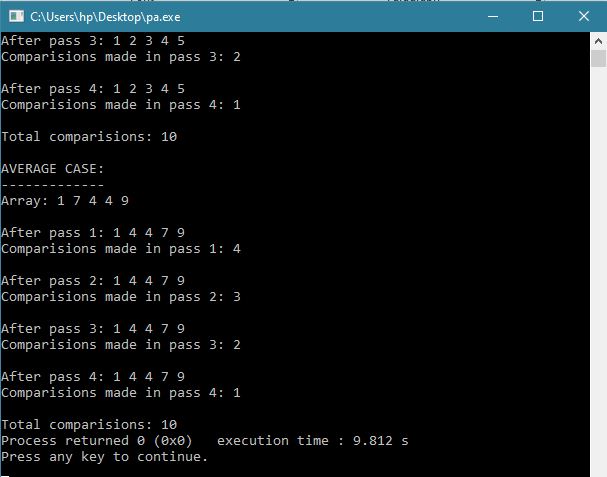 C:\Users\hp\Desktop\pa.exe
After pass 3: 1 2 3 4 5
Comparisions made in pass 3: 2
After pass 4: 1 2 3 4 5
Comparisions made in pass 4: 1
Total comparisions: 10
AVERAGE CASE:
-------------
Array: 1 7 4 4 9
After pass 1: 1 4 4 7 9
Comparisions made in pass 1: 4
After pass 2: 1 4 4 7 9
Comparisions made in pass 2: 3
After pass 3: 1 4 4 7 9
Comparisions made in pass 3: 2
After pass 4: 1 4 4 7 9
Comparisions made in pass 4: 1
Total comparisions: 10
Process returned 0 (0x0)   execution time : 9.812 s
Press any key to continue.